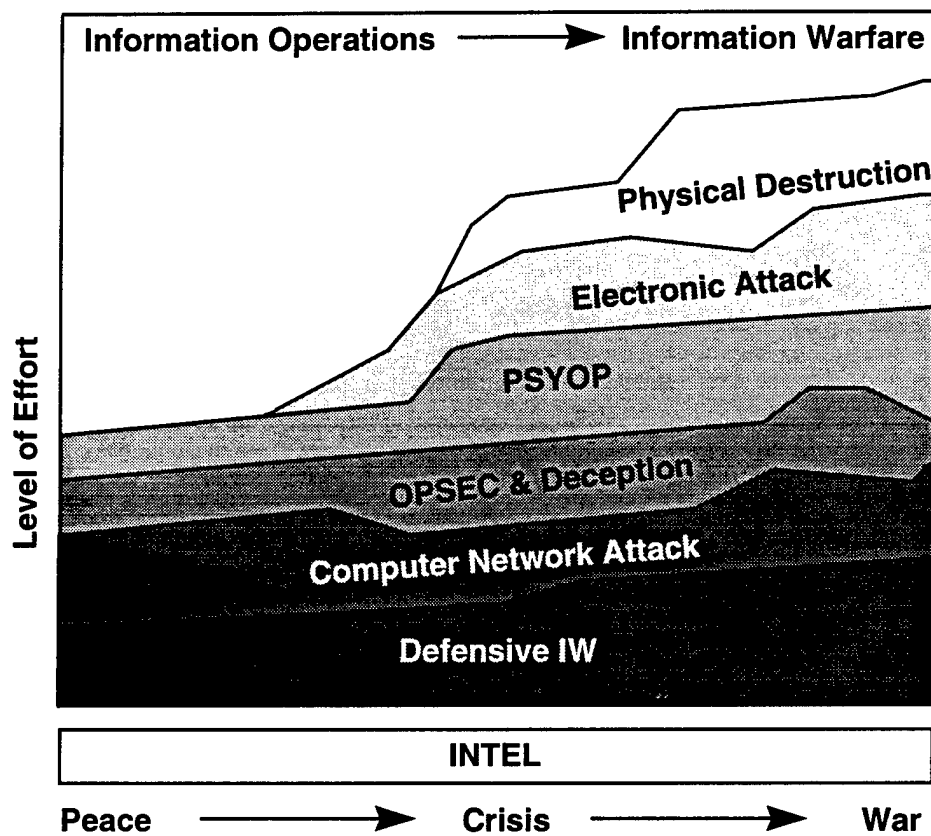 Information Operations → Information Warfare
Physical Destruction
Electronic Attack
PSYOP
OPSEC & Deception
Computer Network Attack
Defensive IW
Level of Effort
INTEL
Peace → Crisis → War